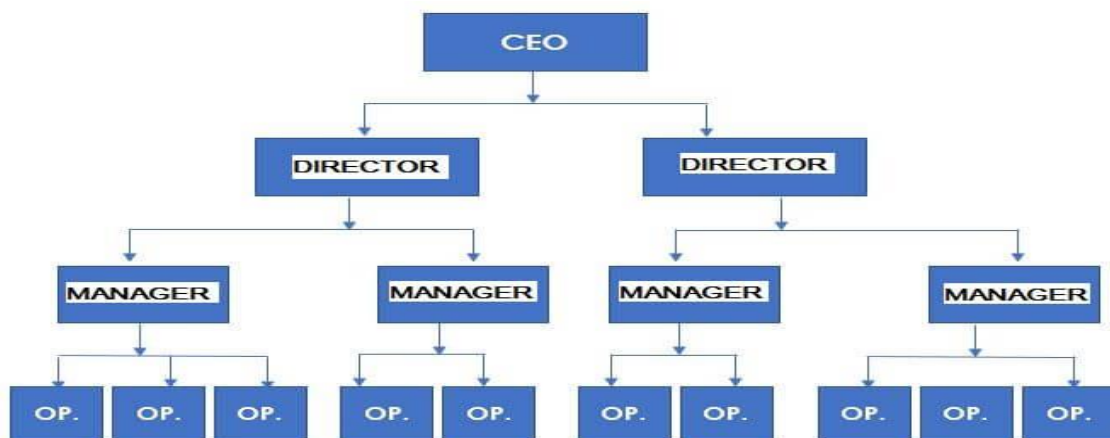 CEO
DIRECTOR DIRECTOR
MANAGER MANAGER MANAGER MANAGER
OP. OP. OP. OP. OP. OP. OP. OP. OP. OP.